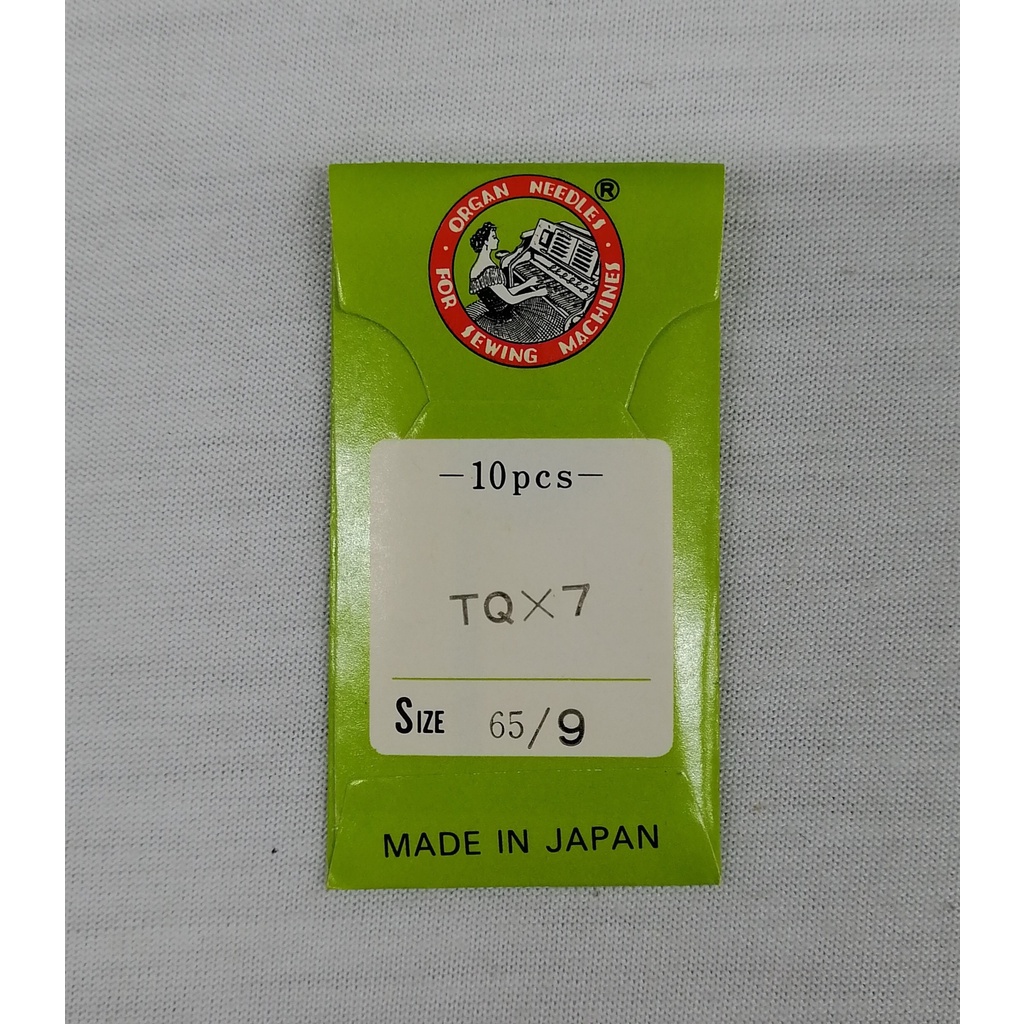 ORGAN NEEDLES ®
· FOR SEWING MACHINES ·
-10pcs-
TQ×7
SIZE 65/9
MADE IN JAPAN